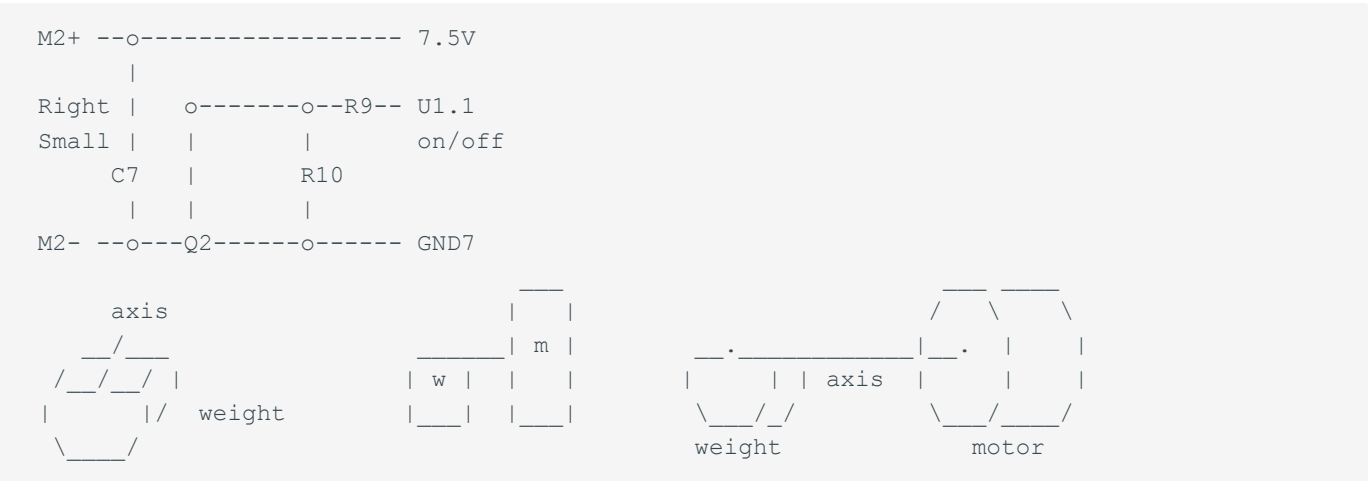 M2+ --o------------------ 7.5V
|
Right | o-------o--R9-- U1.1
Small | | | on/off
C7 | R10
| | |
M2- --o---Q2------o------ GND7
axis
m
w axis
weight
weight motor